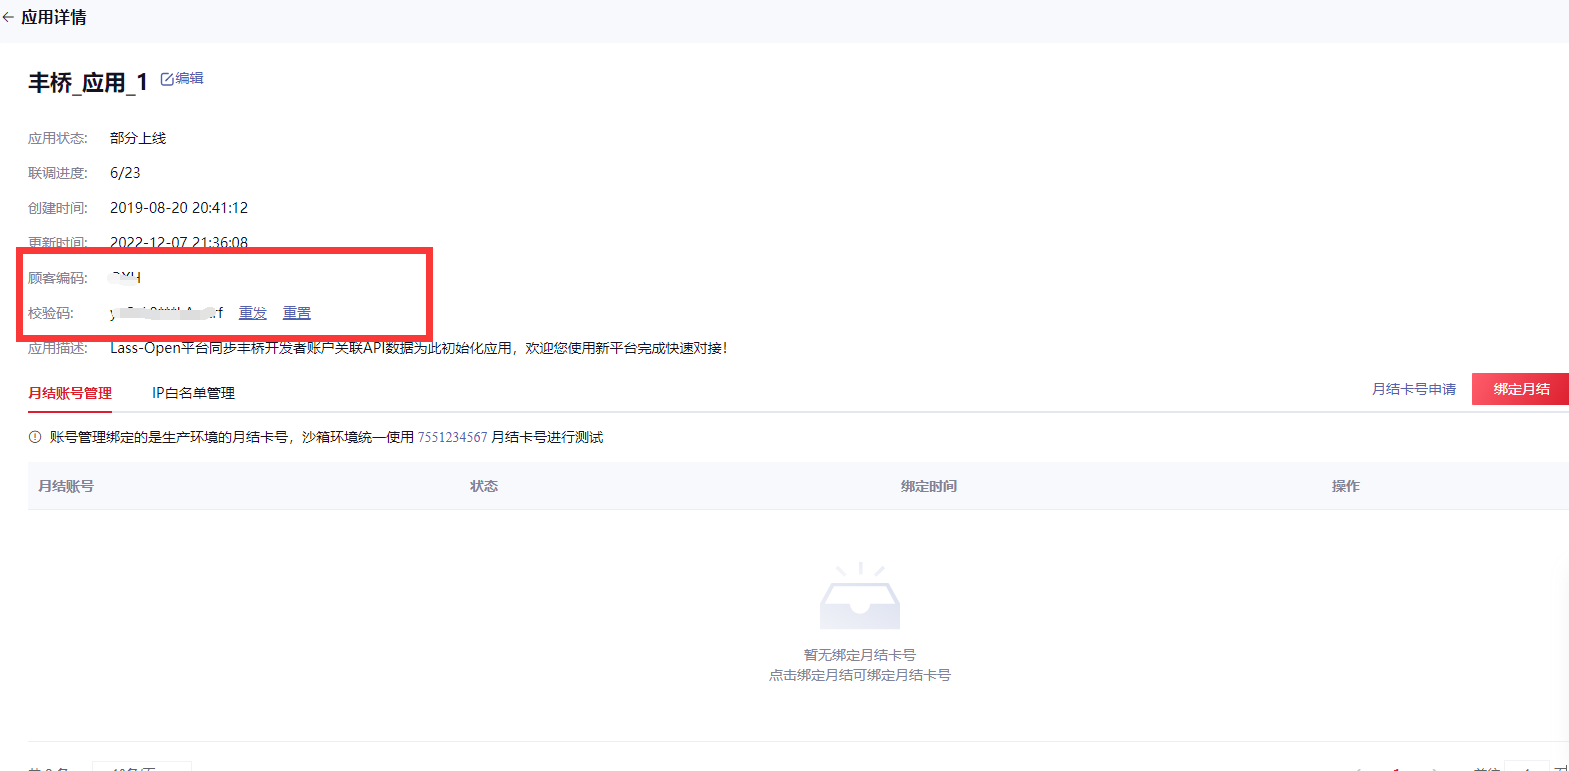 应用详情
丰桥_应用_1 编辑
应用状态: 部分上线
联调进度: 6/23
创建时间: 2019-08-20 20:41:12
更新时间: 2022-12-07 21:36:08
顾客编码:
校验码: 重发 重置
应用描述: Lass-Open平台同步丰桥开发者账户关联API数据为此初始化应用，欢迎您使用新平台完成快速对接！
月结账号管理 IP白名单管理 月结卡号申请 绑定月结
账号管理绑定的是生产环境的月结卡号，沙箱环境统一使用 7551234567 月结卡号进行测试
月结账号 状态 绑定时间 操作
暂无绑定月结卡号
点击绑定月结可绑定月结卡号